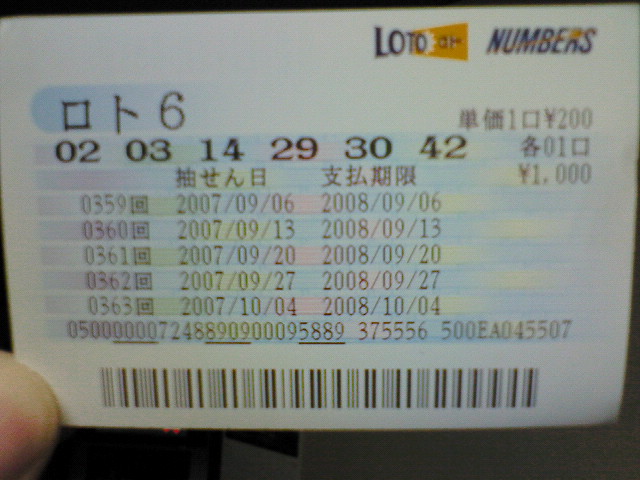 LOTO ロト NUMBERS
ロト6 単価1口¥200
02 03 14 29 30 42 各01口
抽せん日 支払期限 ¥1,000
0359回 2007/09/06 2008/09/06
0360回 2007/09/13 2008/09/13
0361回 2007/09/20 2008/09/20
0362回 2007/09/27 2008/09/27
0363回 2007/10/04 2008/10/04
05000000724889090000095889 375556 500EA045507